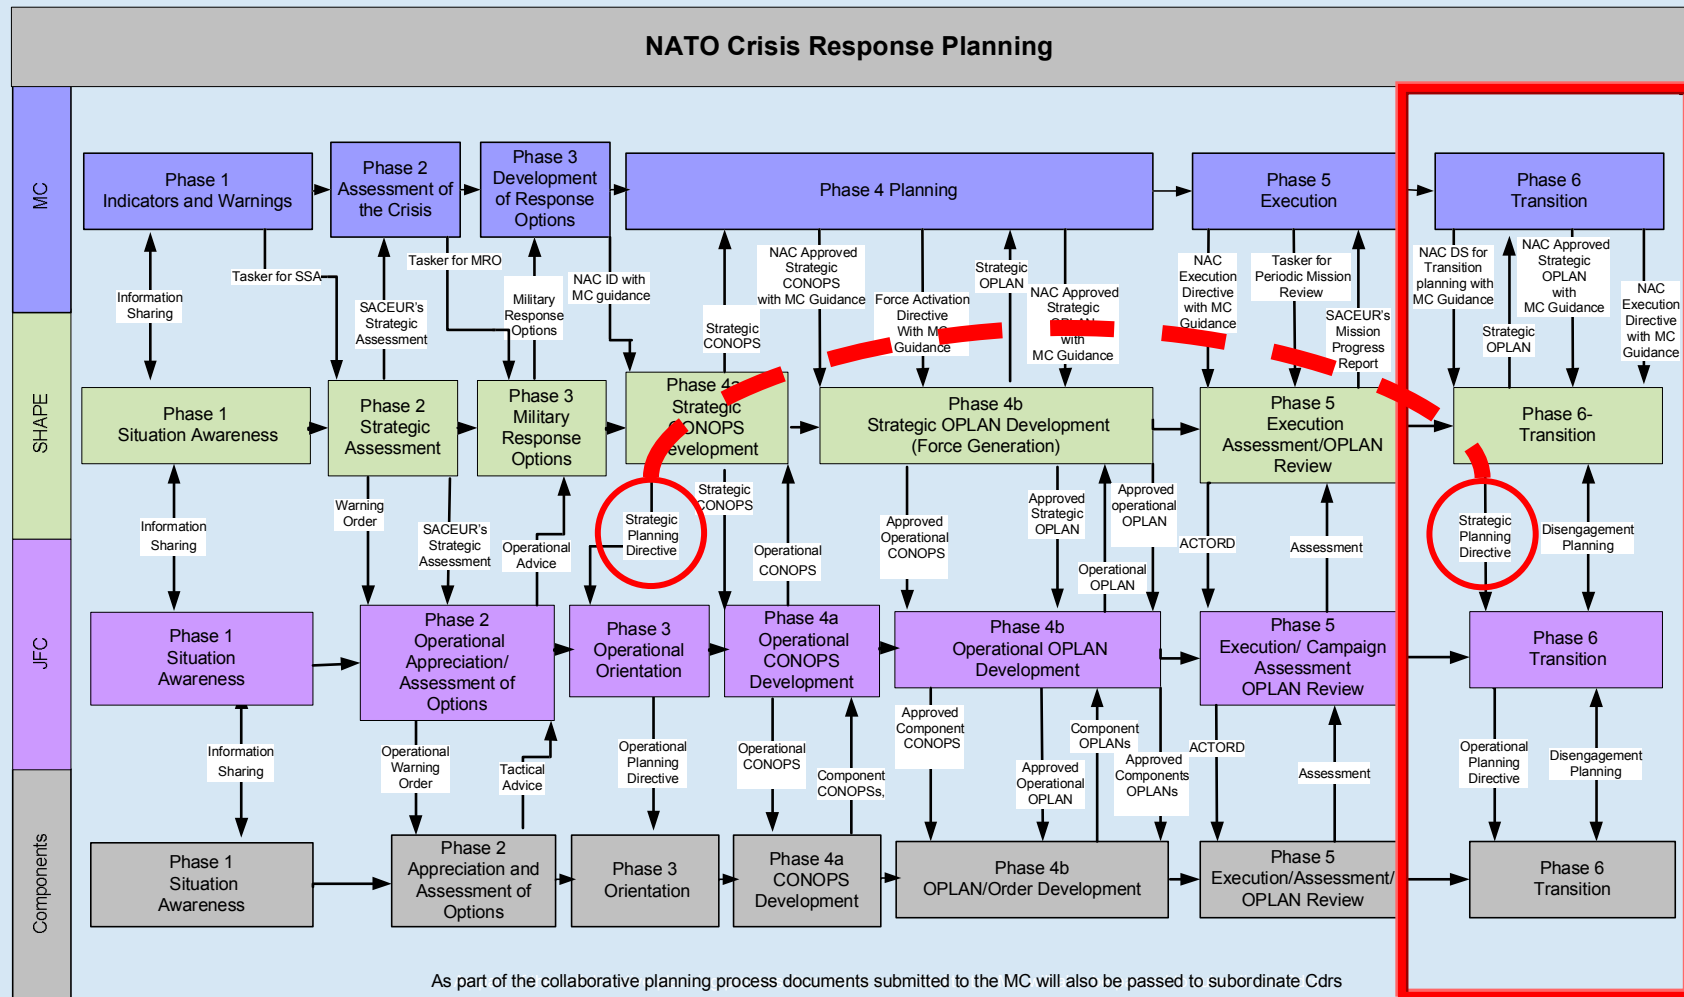 NATO Crisis Response Planning
MC
Phase 1
Indicators and Warnings
Phase 2
Assessment of
the Crisis
Phase 3
Development
of Response
Options
Phase 4 Planning
Phase 5
Execution
Phase 6
Transition
Information
Sharing
Tasker for SSA
SACEUR's
Strategic
Assessment
Tasker for MRO
Military
Response
Options
NAC ID with
MC guidance
Strategic
CONOPS
NAC Approved
Strategic
CONOPS
with MC Guidance
Force Activation
Directive
With MC
Guidance
Strategic
OPLAN
NAC Approved
Strategic
OPLAN
with
MC Guidance
NAC
Execution
Directive
with MC
Guidance
Tasker for
Periodic Mission
Review
SACEUR's
Mission
Progress
Report
NAC DS for
Transition
planning with
MC Guidance
Strategic
OPLAN
NAC Approved
Strategic
OPLAN
with
MC Guidance
NAC
Execution
Directive
with MC
Guidance
SHAPE
Phase 1
Situation Awareness
Phase 2
Strategic
Assessment
Phase 3
Military
Response
Options
Phase 4a
Strategic
CONOPS
Development
Phase 4b
Strategic OPLAN Development
(Force Generation)
Phase 5
Execution
Assessment/OPLAN
Review
Phase 6-
Transition
Information
Sharing
Warning
Order
SACEUR's
Strategic
Assessment
Operational
Advice
Strategic
Planning
Directive
Strategic
CONOPS
Operational
CONOPS
Approved
Operational
CONOPS
Approved
Strategic
OPLAN
Operational
OPLAN
Approved
operational
OPLAN
ACTORD
Assessment
Strategic
Planning
Directive
Disengagement
Planning
JFC
Phase 1
Situation
Awareness
Phase 2
Operational
Appreciation/
Assessment of
Options
Phase 3
Operational
Orientation
Phase 4a
Operational
CONOPS
Development
Phase 4b
Operational OPLAN
Development
Phase 5
Execution/ Campaign
Assessment
OPLAN Review
Phase 6
Transition
Information
Sharing
Operational
Warning
Order
Tactical
Advice
Operational
Planning
Directive
Operational
CONOPS
Component
CONOPSs,
Approved
Component
CONOPS
Approved
Operational
OPLAN
Component
OPLANs
Approved
Components
OPLANs
ACTORD
Assessment
Operational
Planning
Directive
Disengagement
Planning
Components
Phase 1
Situation
Awareness
Phase 2
Appreciation and
Assessment of
Options
Phase 3
Orientation
Phase 4a
CONOPS
Development
Phase 4b
OPLAN/Order Development
Phase 5
Execution/Assessment/
OPLAN Review
Phase 6
Transition
As part of the collaborative planning process documents submitted to the MC will also be passed to subordinate Cdrs